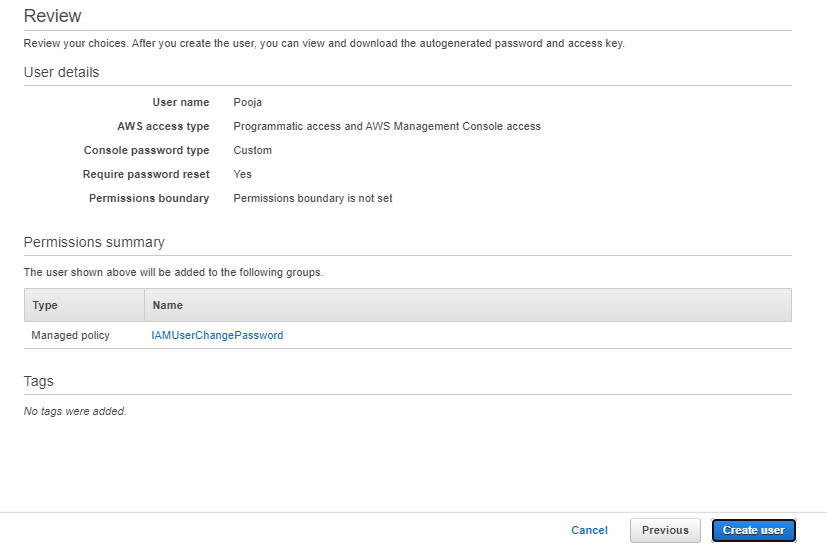 Review
Review your choices. After you create the user, you can view and download the autogenerated password and access key.
User details
User name Pooja
AWS access type Programmatic access and AWS Management Console access
Console password type Custom
Require password reset Yes
Permissions boundary Permissions boundary is not set
Permissions summary
The user shown above will be added to the following groups.
Type Name
Managed policy IAMUserChangePassword
Tags
No tags were added.
Cancel Previous Create user